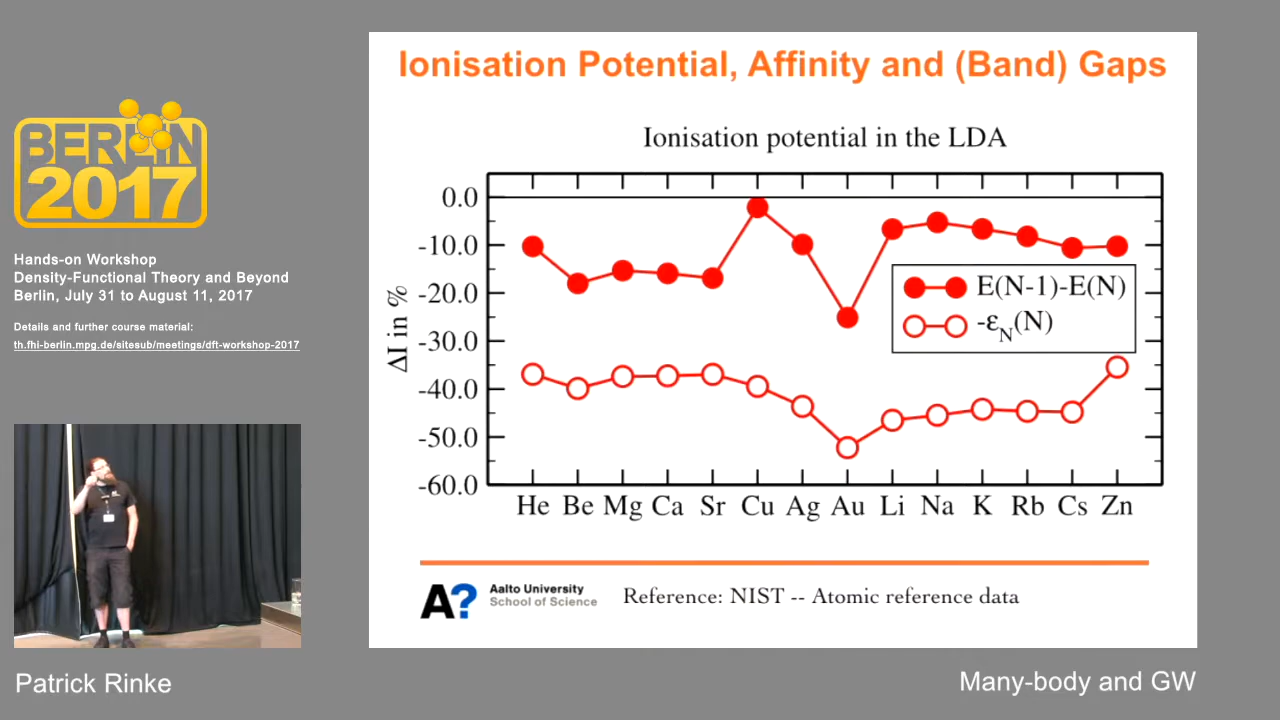 BERLIN
2017
Hands-on Workshop
Density-Functional Theory and Beyond
Berlin, July 31 to August 11, 2017
Details and further course material:
th.fhi-berlin.mpg.de/sitesub/meetings/dft-workshop-2017
Patrick Rinke
Ionisation Potential, Affinity and (Band) Gaps
Ionisation potential in the LDA
ΔI in %
0.0
-10.0
-20.0
-30.0
-40.0
-50.0
-60.0
E(N-1)-E(N)
-εN(N)
He Be Mg Ca Sr Cu Ag Au Li Na K Rb Cs Zn
A?
Aalto University
School of Science
Reference: NIST -- Atomic reference data
Many-body and GW